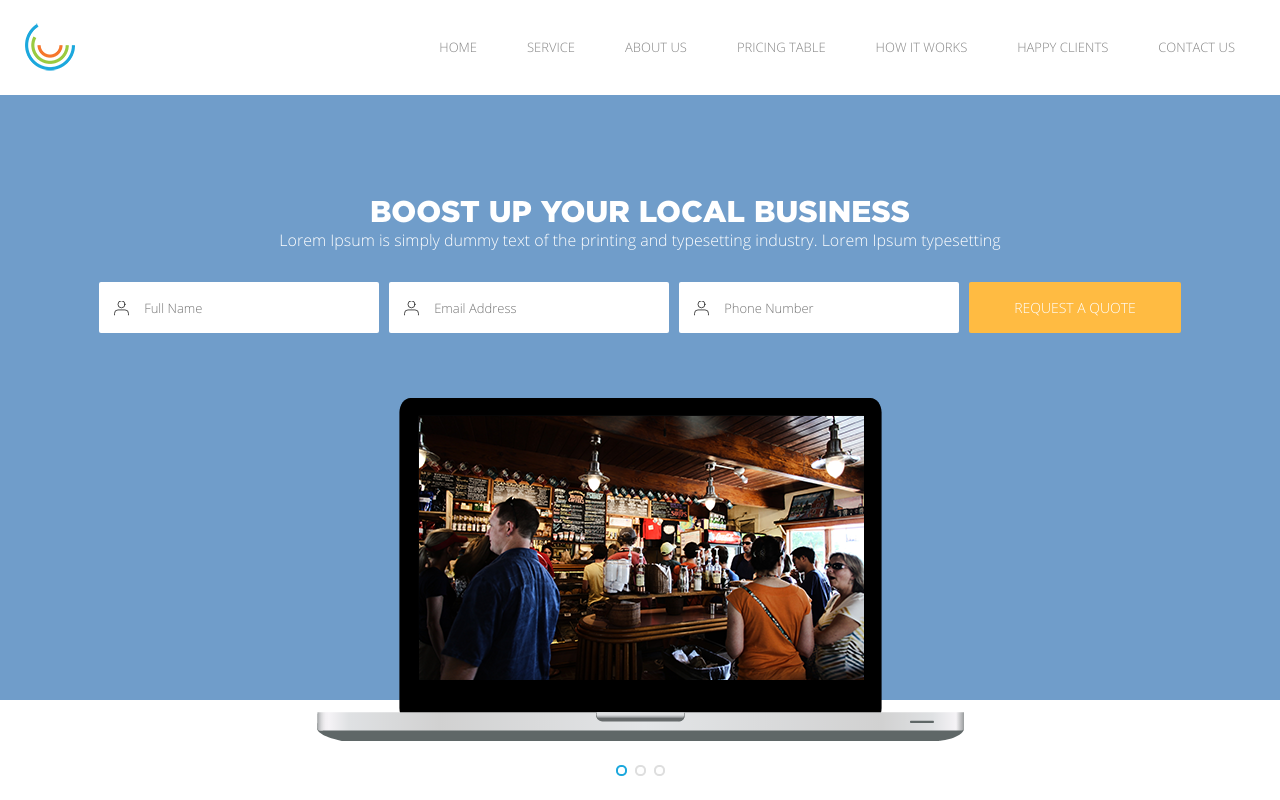 HOME SERVICE ABOUT US PRICING TABLE HOW IT WORKS HAPPY CLIENTS CONTACT US
BOOST UP YOUR LOCAL BUSINESS
Lorem Ipsum is simply dummy text of the printing and typesetting industry. Lorem Ipsum typesetting
Full Name Email Address Phone Number REQUEST A QUOTE